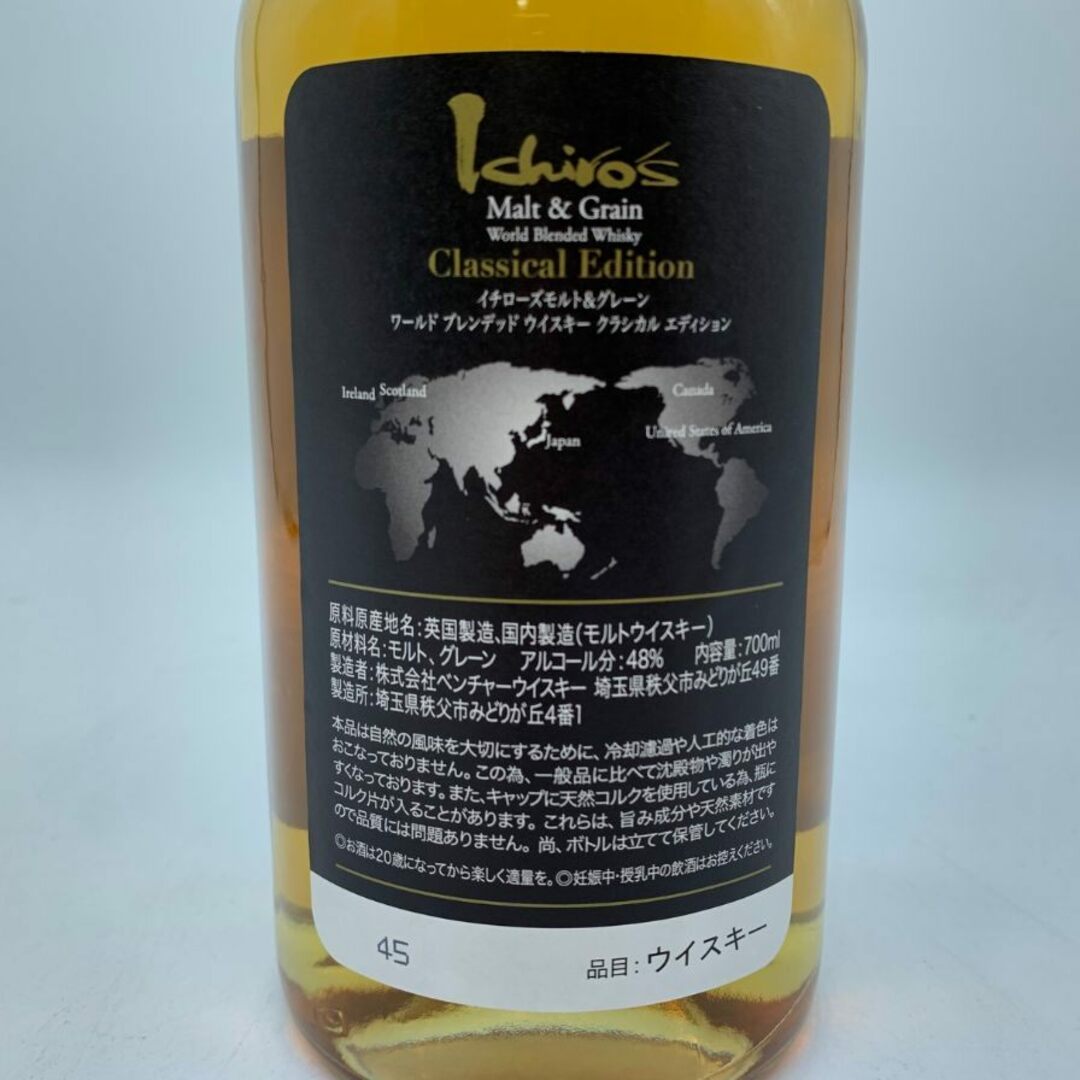 Ichiro's
Malt & Grain
World Blended Whisky
Classical Edition
イチローズモルト&グレーン
ワールド ブレンデッド ウイスキー クラシカル エディション
Ireland Scotland Canada
Japan United States of America
原料原産地名:英国製造、国内製造(モルトウイスキー)
原材料名:モルト、グレーン アルコール分:48% 内容量:700ml
製造者:株式会社ベンチャーウイスキー 埼玉県秩父市みどりが丘49番
製造所:埼玉県秩父市みどりが丘4番1
本品は自然の風味を大切にするために、冷却濾過や人工的な着色は
おこなっておりません。この為、一般品に比べて沈殿物や濁りが出や
すくなっております。また、キャップに天然コルクを使用している為、瓶に
コルク片が入ることがあります。これらは、旨み成分や天然素材です
ので品質には問題ありません。尚、ボトルは立てて保管してください。
◎お酒は20歳になってから楽しく適量を。◎妊娠中・授乳中の飲酒はお控えください。
45 品目:ウイスキー